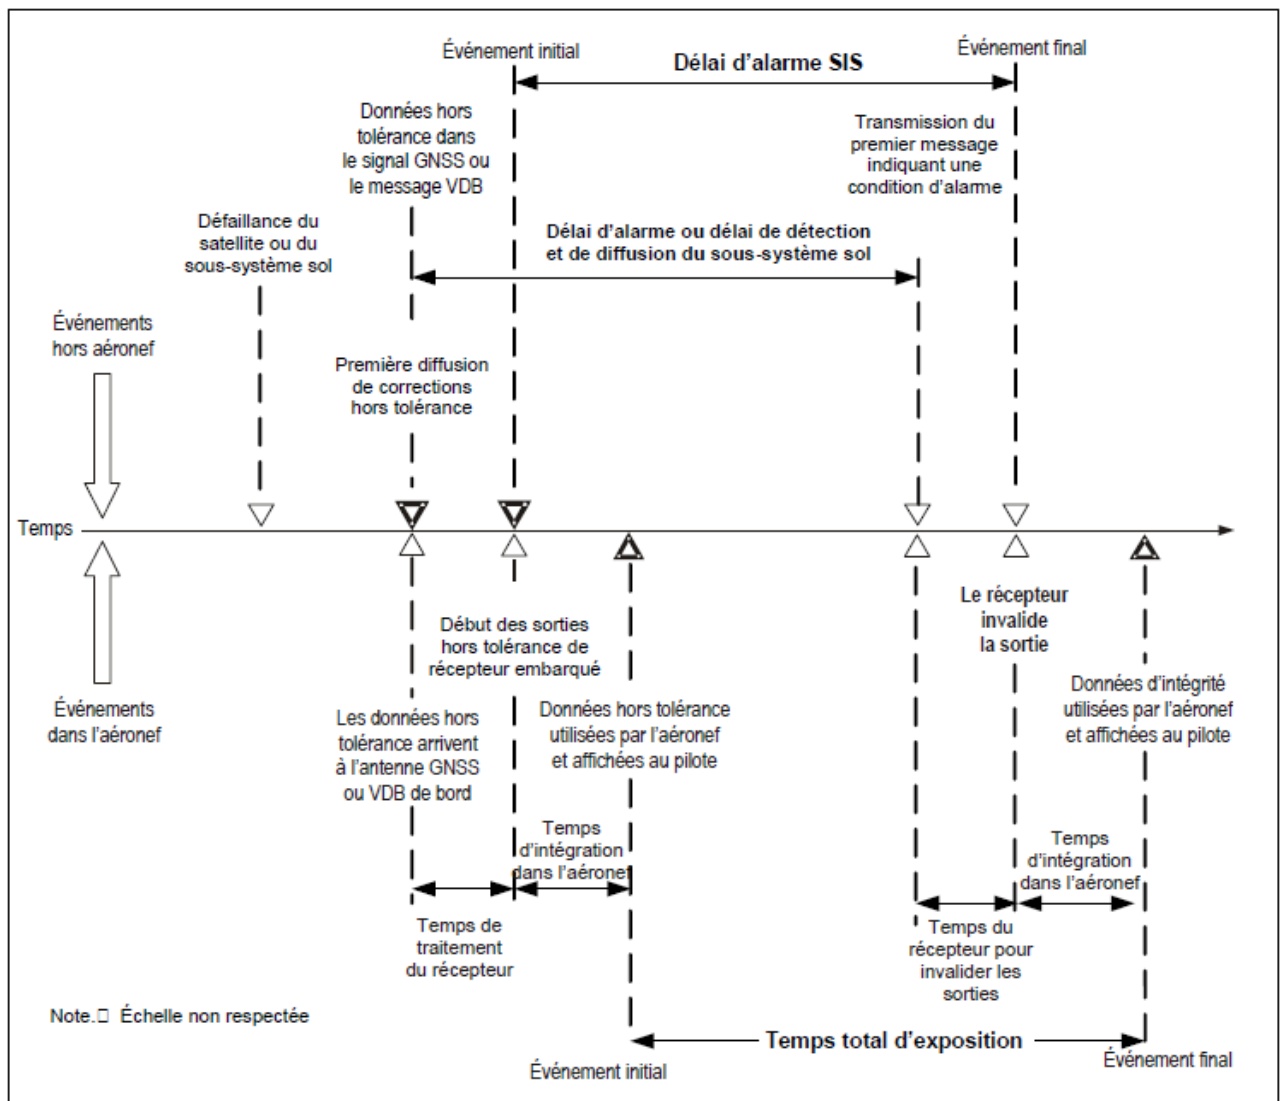 Événement initial
Délai d'alarme SIS
Événement final
Données hors
tolérance dans
le signal GNSS ou
le message VDB
Transmission du
premier message
indiquant une
condition d'alarme
Défaillance du
satellite ou du
sous-système sol
Délai d'alarme ou délai de détection
et de diffusion du sous-système sol
Événements
hors aéronef
Première diffusion
de corrections
hors tolérance
Temps
Événements
dans l'aéronef
Début des sorties
hors tolérance de
récepteur embarqué
Le récepteur
invalide
la sortie
Les données hors
tolérance arrivent
à l'antenne GNSS
ou VDB de bord
Données hors tolérance
utilisées par l'aéronef
et affichées au pilote
Données d'intégrité
utilisées par l'aéronef
et affichées au pilote
Temps
d'intégration
dans l'aéronef
Temps
d'intégration
dans l'aéronef
Temps de
traitement
du récepteur
Temps du
récepteur pour
invalider les
sorties
Note.□ Échelle non respectée
Temps total d'exposition
Événement initial
Événement final